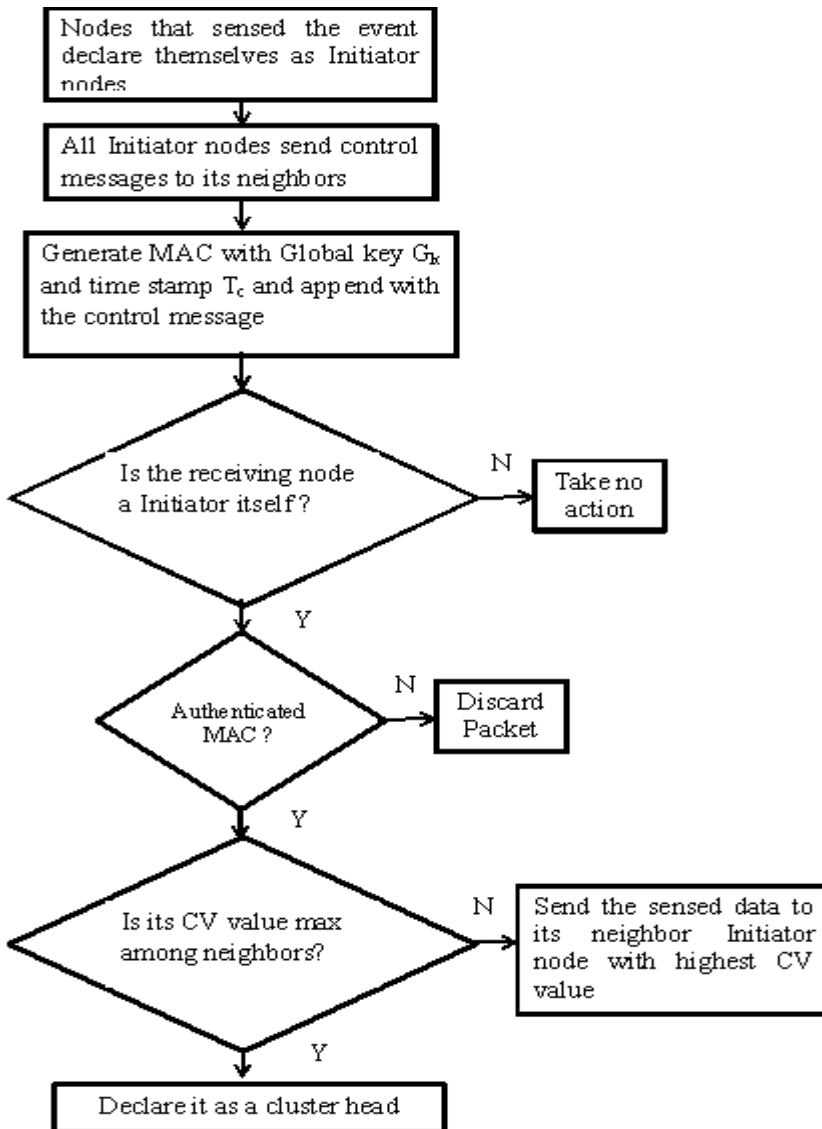 Nodes that sensed the event
declare themselves as Initiator
nodes
All Initiator nodes send control
messages to its neighbors
Generate MAC with Global key Gk
and time stamp Tc and append with
the control message
Is the receiving node
a Initiator itself?
N
Take no
action
Y
Authenticated
MAC?
N
Discard
Packet
Y
Is its CV value max
among neighbors?
N
Send the sensed data to
its neighbor Initiator
node with highest CV
value
Y
Declare it as a cluster head